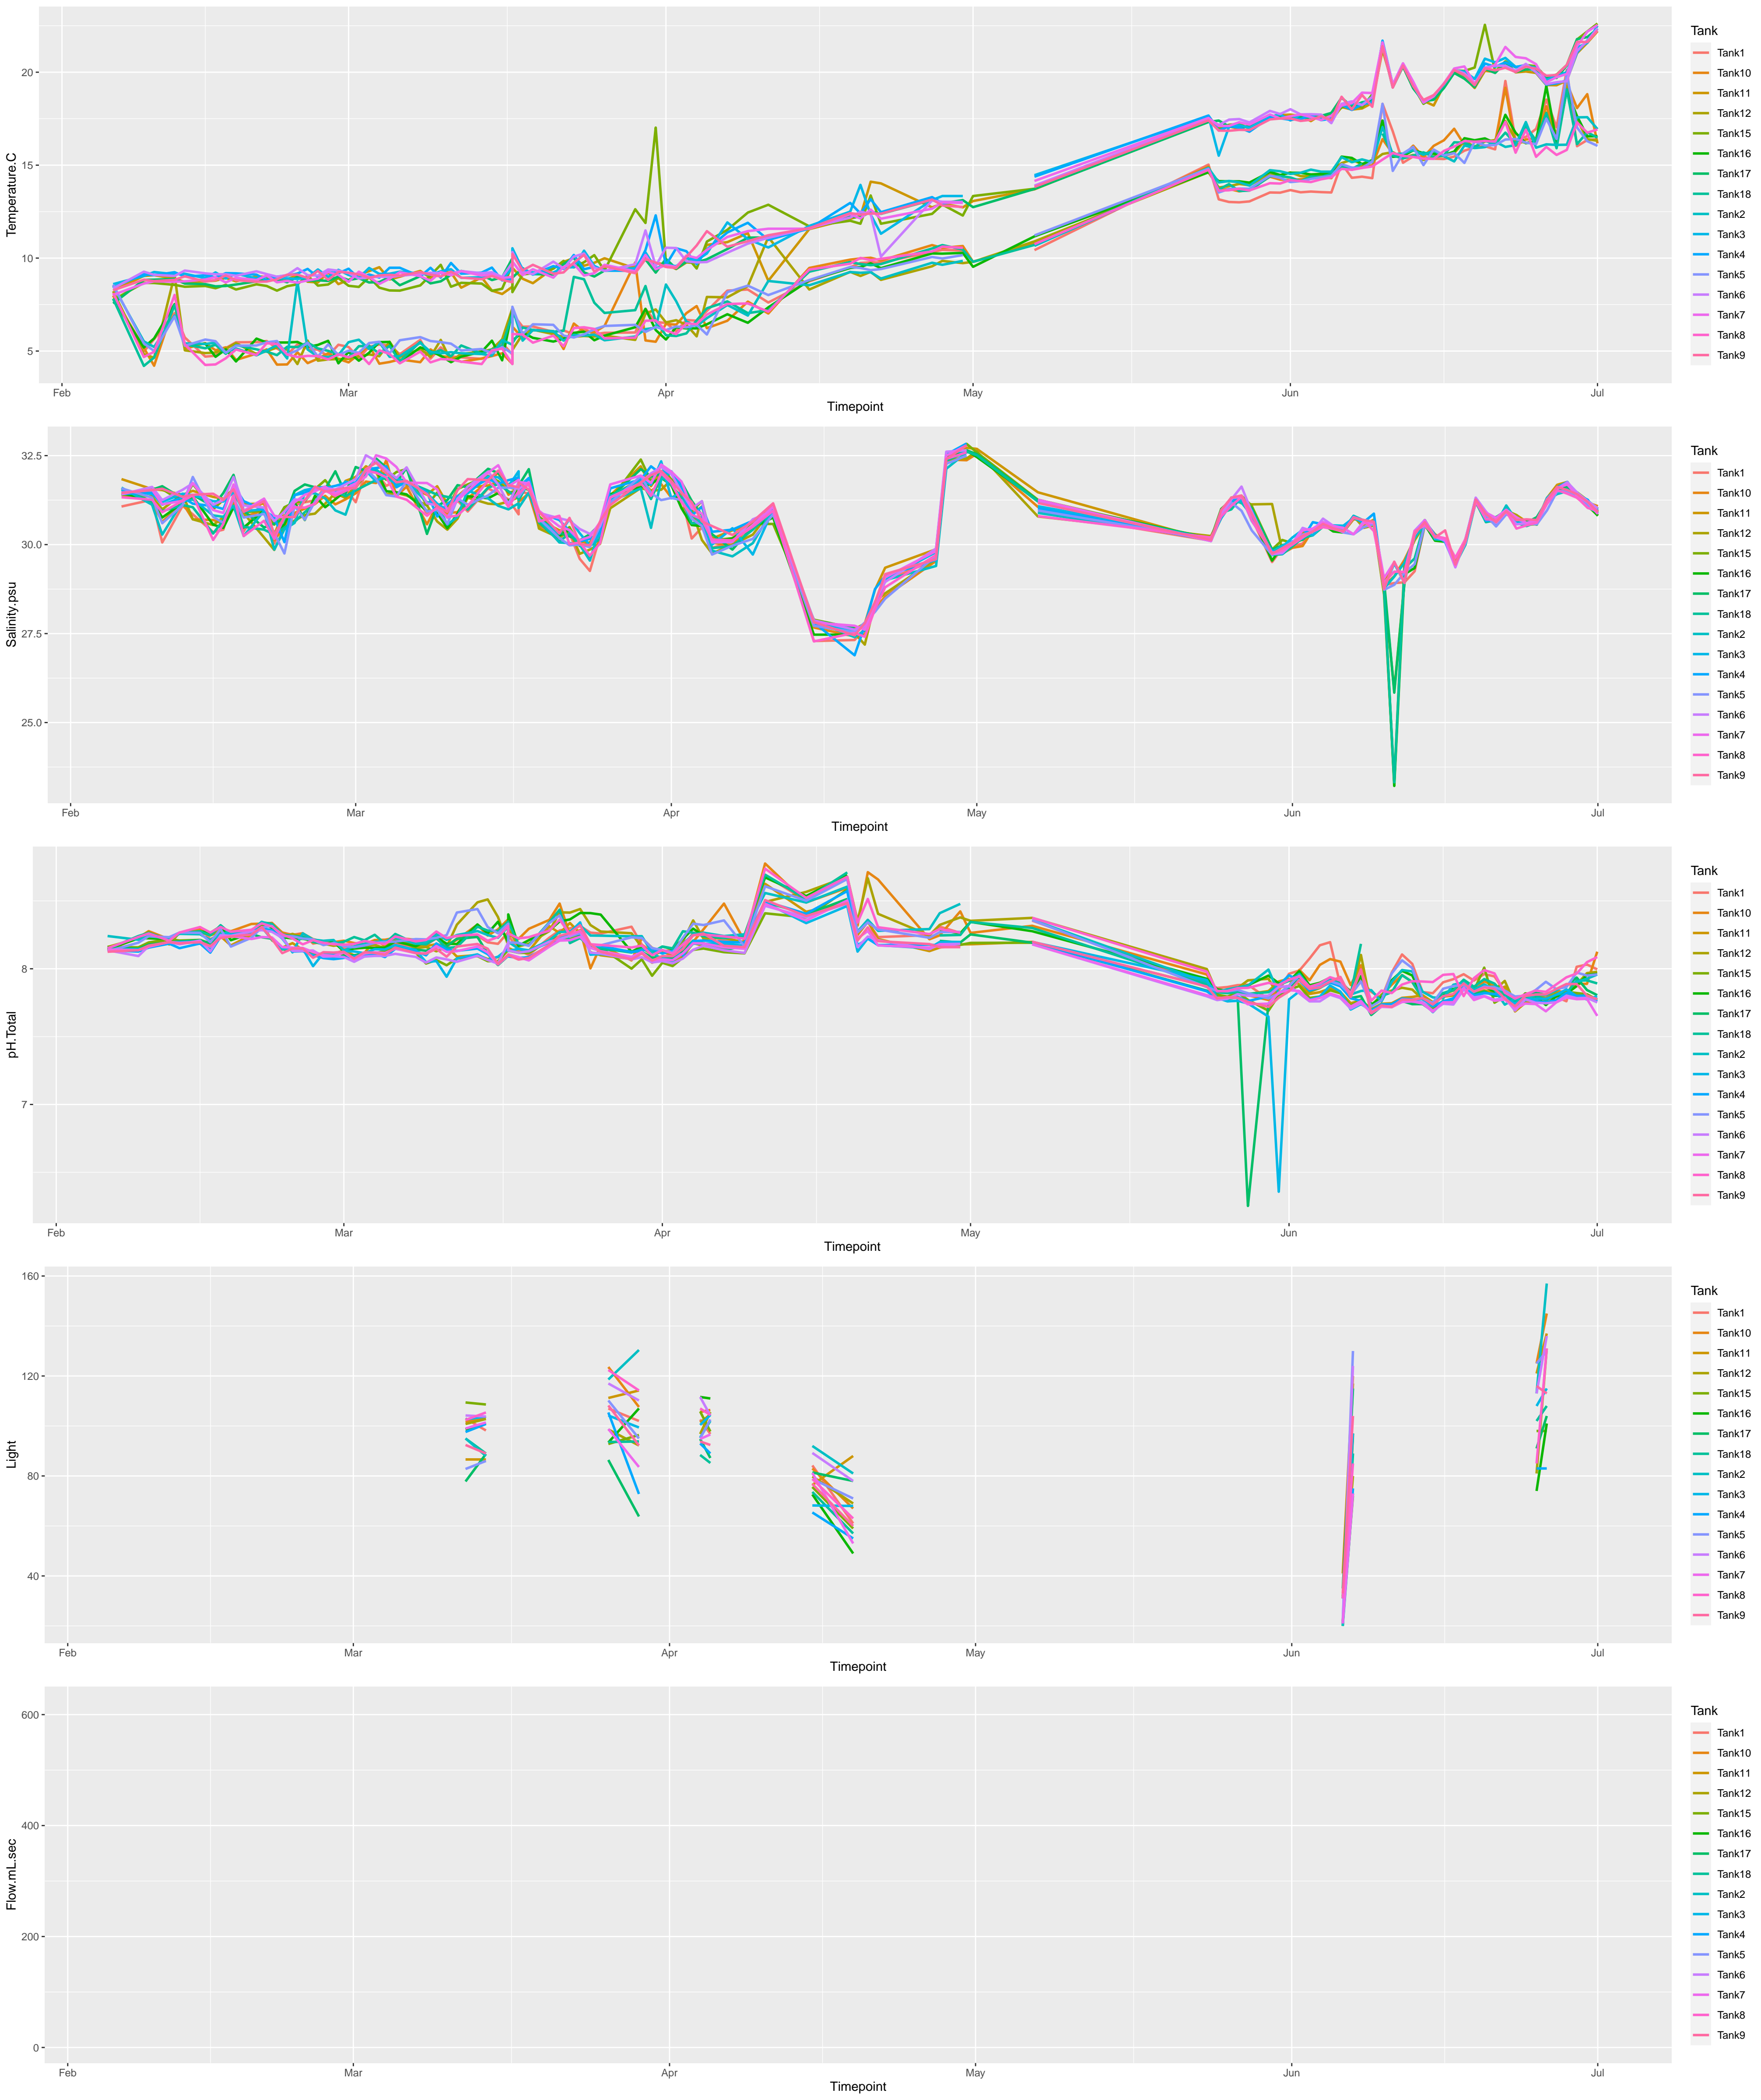 Temperature.C
20
15
10
5
Feb Mar Apr May Jun Jul
Timepoint
Tank
Tank1
Tank10
Tank11
Tank12
Tank15
Tank16
Tank17
Tank18
Tank2
Tank3
Tank4
Tank5
Tank6
Tank7
Tank8
Tank9
Salinity.psu
32.5
30.0
27.5
25.0
Feb Mar Apr May Jun Jul
Timepoint
Tank
Tank1
Tank10
Tank11
Tank12
Tank15
Tank16
Tank17
Tank18
Tank2
Tank3
Tank4
Tank5
Tank6
Tank7
Tank8
Tank9
pH.Total
8
7
Feb Mar Apr May Jun Jul
Timepoint
Tank
Tank1
Tank10
Tank11
Tank12
Tank15
Tank16
Tank17
Tank18
Tank2
Tank3
Tank4
Tank5
Tank6
Tank7
Tank8
Tank9
Light
160
120
80
40
Feb Mar Apr May Jun Jul
Timepoint
Tank
Tank1
Tank10
Tank11
Tank12
Tank15
Tank16
Tank17
Tank18
Tank2
Tank3
Tank4
Tank5
Tank6
Tank7
Tank8
Tank9
Flow.mL.sec
600
400
200
0
Feb Mar Apr May Jun Jul
Timepoint
Tank
Tank1
Tank10
Tank11
Tank12
Tank15
Tank16
Tank17
Tank18
Tank2
Tank3
Tank4
Tank5
Tank6
Tank7
Tank8
Tank9